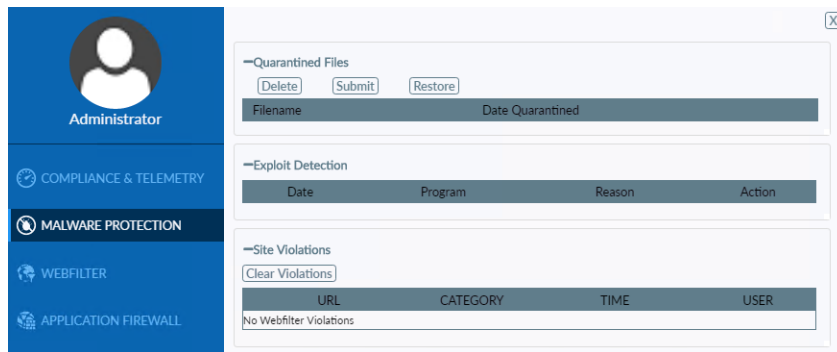 X
Administrator
COMPLIANCE & TELEMETRY
MALWARE PROTECTION
WEBFILTER
APPLICATION FIREWALL
Quarantined Files
Delete Submit Restore
Filename Date Quarantined
Exploit Detection
Date Program Reason Action
Site Violations
Clear Violations
URL CATEGORY TIME USER
No Webfilter Violations